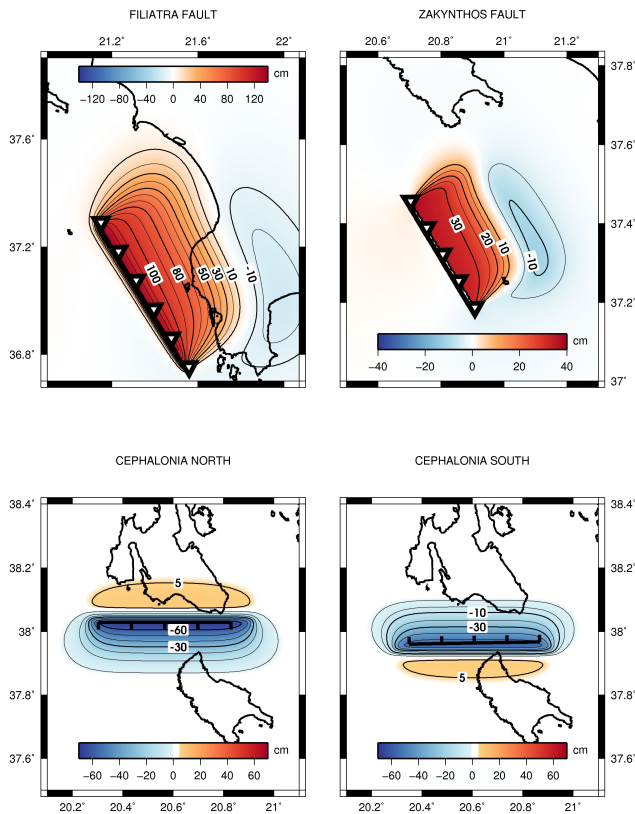 FILIATRA FAULT
21.2˚ 21.6˚ 22˚
−120 −80 −40 0 40 80 120 cm
37.6˚
37.2˚
36.8˚
100 80 50 30 10 -10
ZAKYNTHOS FAULT
20.6˚ 20.8˚ 21˚ 21.2˚
37.8˚
37.6˚
37.4˚
37.2˚
37˚
30 20 10 -10
−40 −20 0 20 40 cm
CEPHALONIA NORTH
5
-60
-30
−60 −40 −20 0 20 40 60 cm
20.2˚ 20.4˚ 20.6˚ 20.8˚ 21˚
CEPHALONIA SOUTH
38.4˚
38.2˚
38˚
37.8˚
37.6˚
-10
-30
5
−60 −40 −20 0 20 40 60 cm
20.2˚ 20.4˚ 20.6˚ 20.8˚ 21˚
38.4˚
38.2˚
38˚
37.8˚
37.6˚